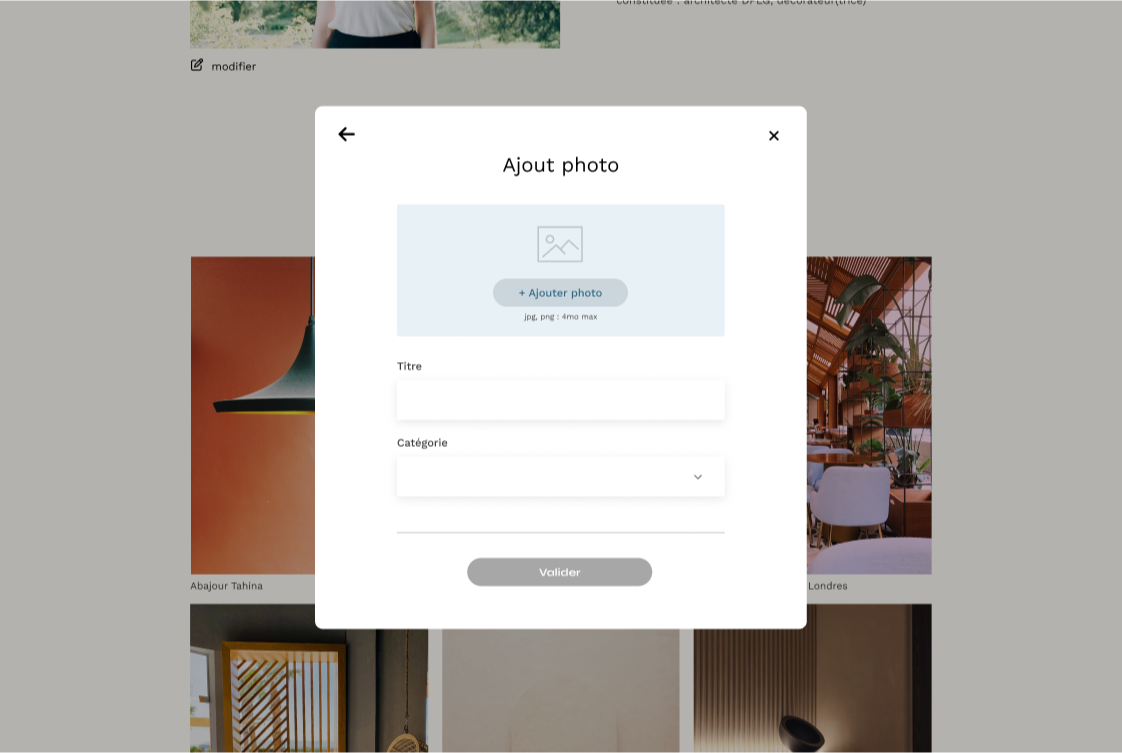 constituée : architecte DPLG, décorateur(trice)
modifier
Ajout photo
+ Ajouter photo
jpg, png : 4mo max
Titre
Catégorie
Valider
Abajour Tahina
Londres